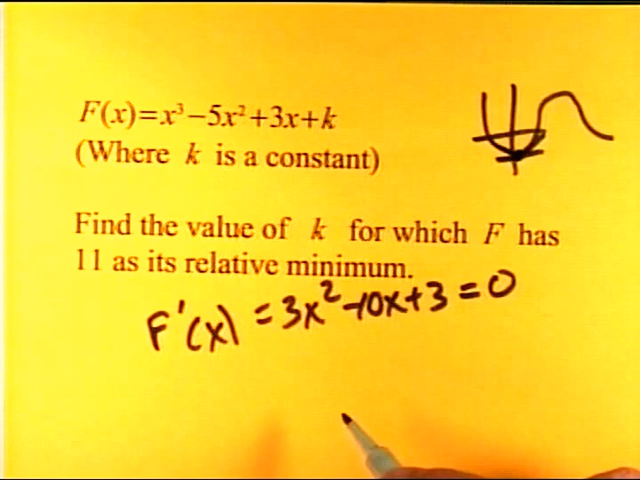 F(x)=x³−5x²+3x+k
(Where k is a constant)
Find the value of k for which F has
11 as its relative minimum.
F'(x) = 3x²-10x+3 = 0